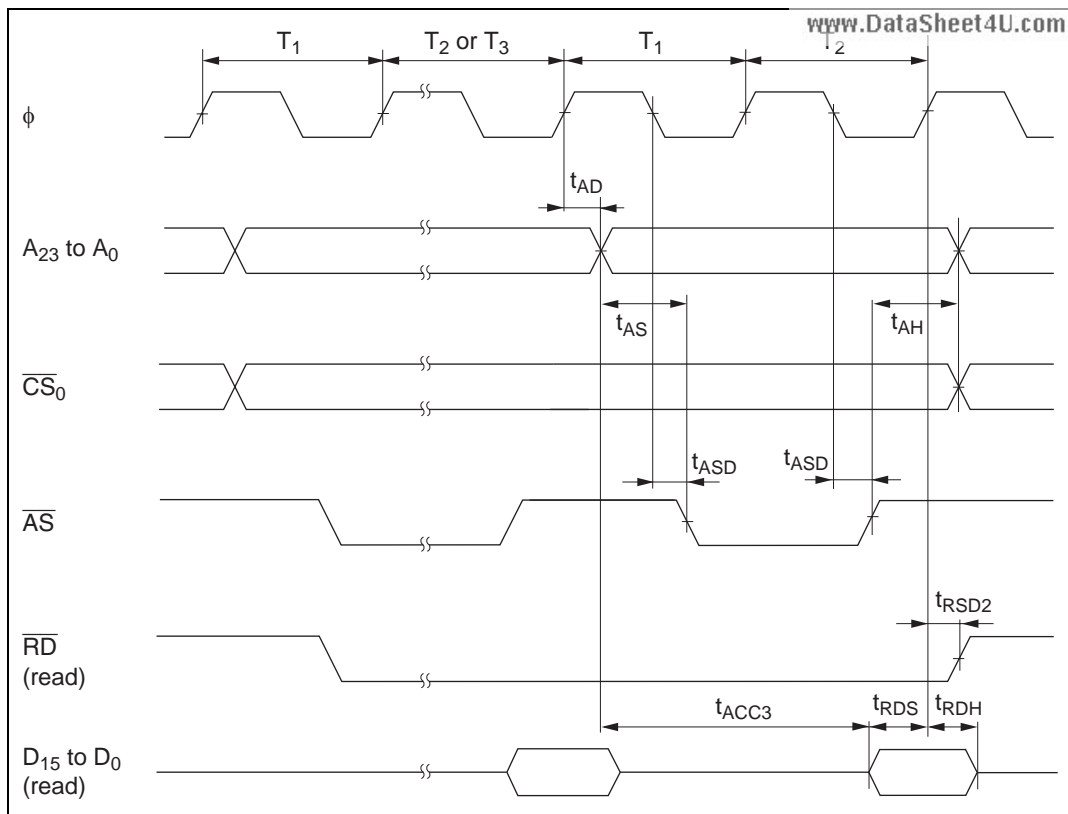 www.DataSheet4U.com
T1 T2 or T3 T1 T2
ϕ
tAD
A23 to A0
tAS tAH
CS0
tASD tASD
AS
tRSD2
RD
(read)
tACC3 tRDS tRDH
D15 to D0
(read)